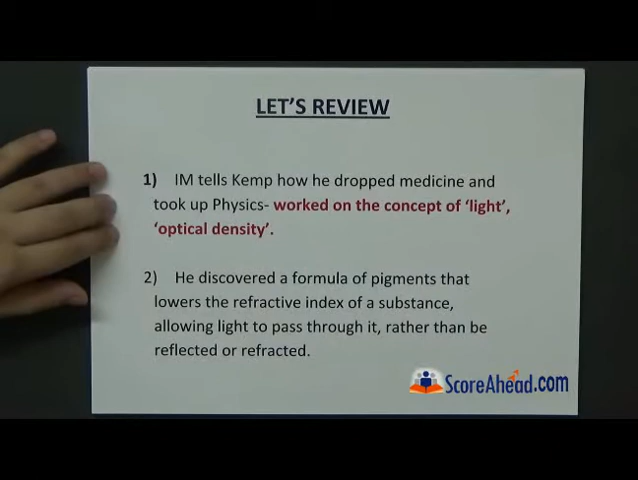 LET'S REVIEW
1) IM tells Kemp how he dropped medicine and
took up Physics- worked on the concept of 'light',
'optical density'.
2) He discovered a formula of pigments that
lowers the refractive index of a substance,
allowing light to pass through it, rather than be
reflected or refracted.
ScoreAhead.com